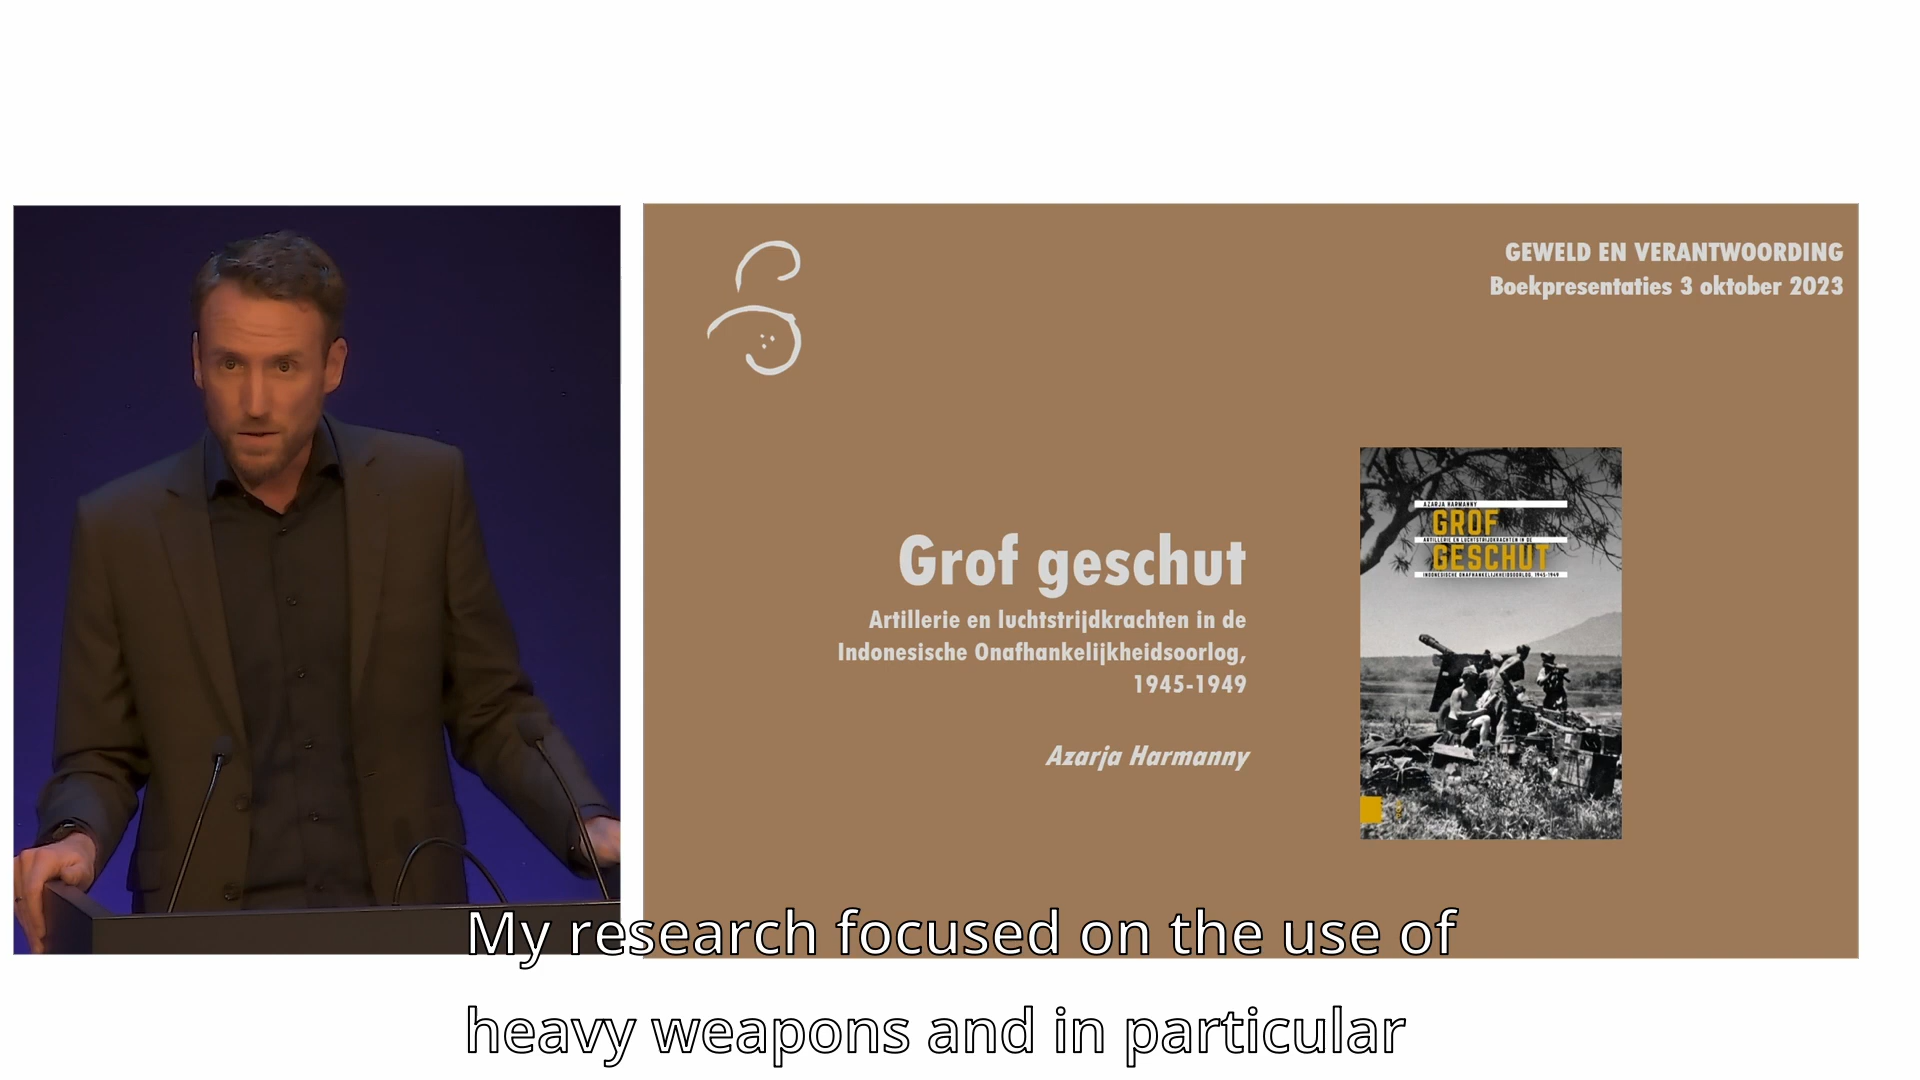 GEWELD EN VERANTWOORDING
Boekpresentaties 3 oktober 2023
Grof geschut
Artillerie en luchtstrijdkrachten in de
Indonesische Onafhankelijkheidsoorlog,
1945-1949
Azarja Harmanny
AZARJA HARMANNY
GROF
ARTILLERIE EN LUCHTSTRIJDKRACHTEN IN DE
GESCHUT
INDONESISCHE ONAFHANKELIJKHEIDSOORLOG, 1945-1949
My research focused on the use of
heavy weapons and in particular